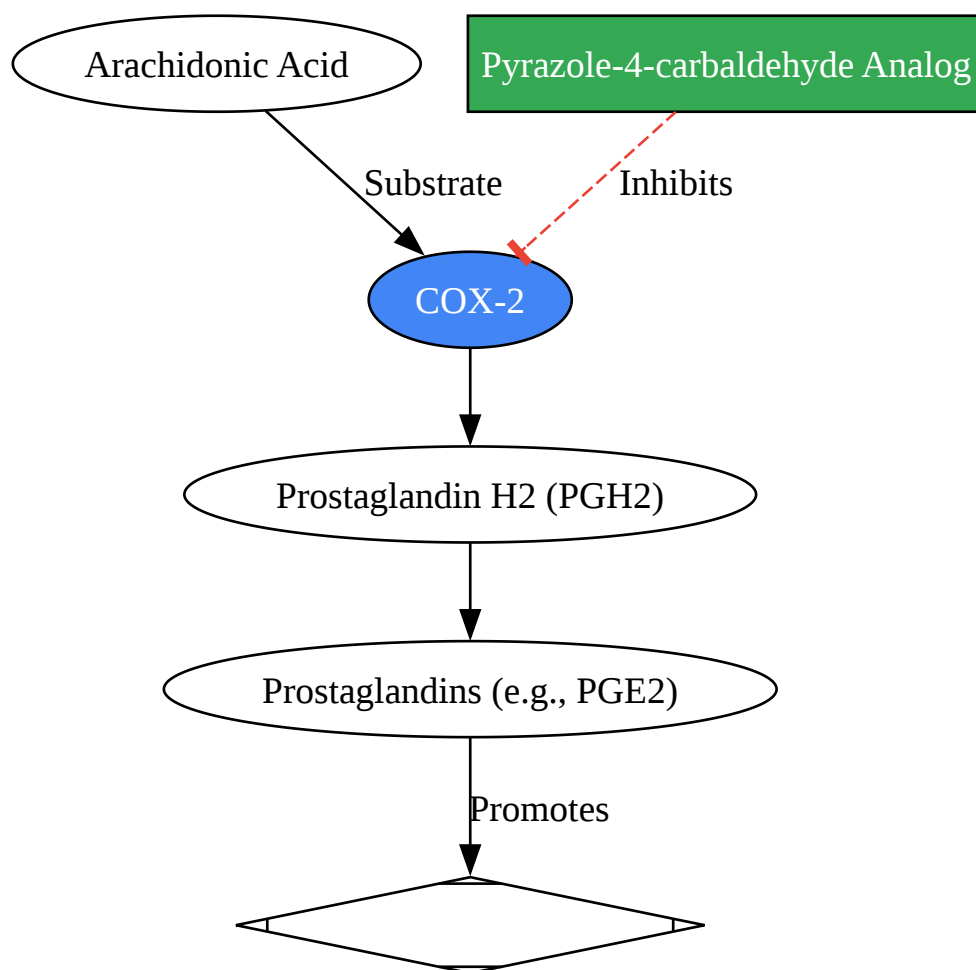 Arachidonic Acid
Pyrazole-4-carbaldehyde Analog
Substrate
Inhibits
COX-2
Prostaglandin H2 (PGH2)
Prostaglandins (e.g., PGE2)
Promotes